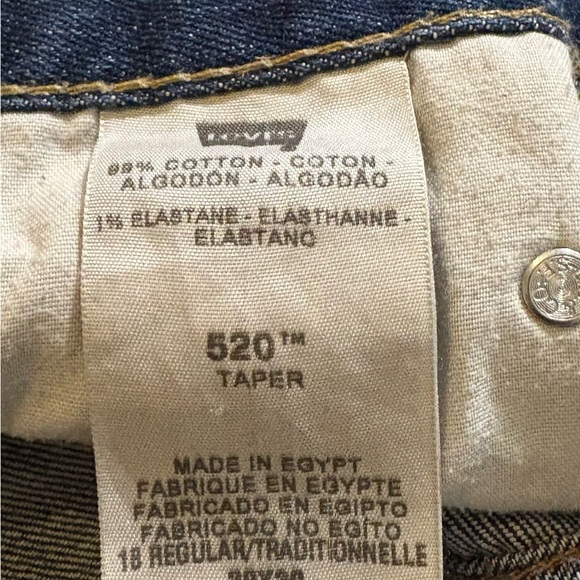 Levi's
99% COTTON - COTON -
ALGODÓN - ALGODÃO
1% ELASTANE - ELASTHANNE -
ELASTANO
520™
TAPER
MADE IN EGYPT
FABRIQUE EN EGYPTE
FABRICADO EN EGIPTO
FABRICADO NO EGITO
18 REGULAR/TRADITIONNELLE